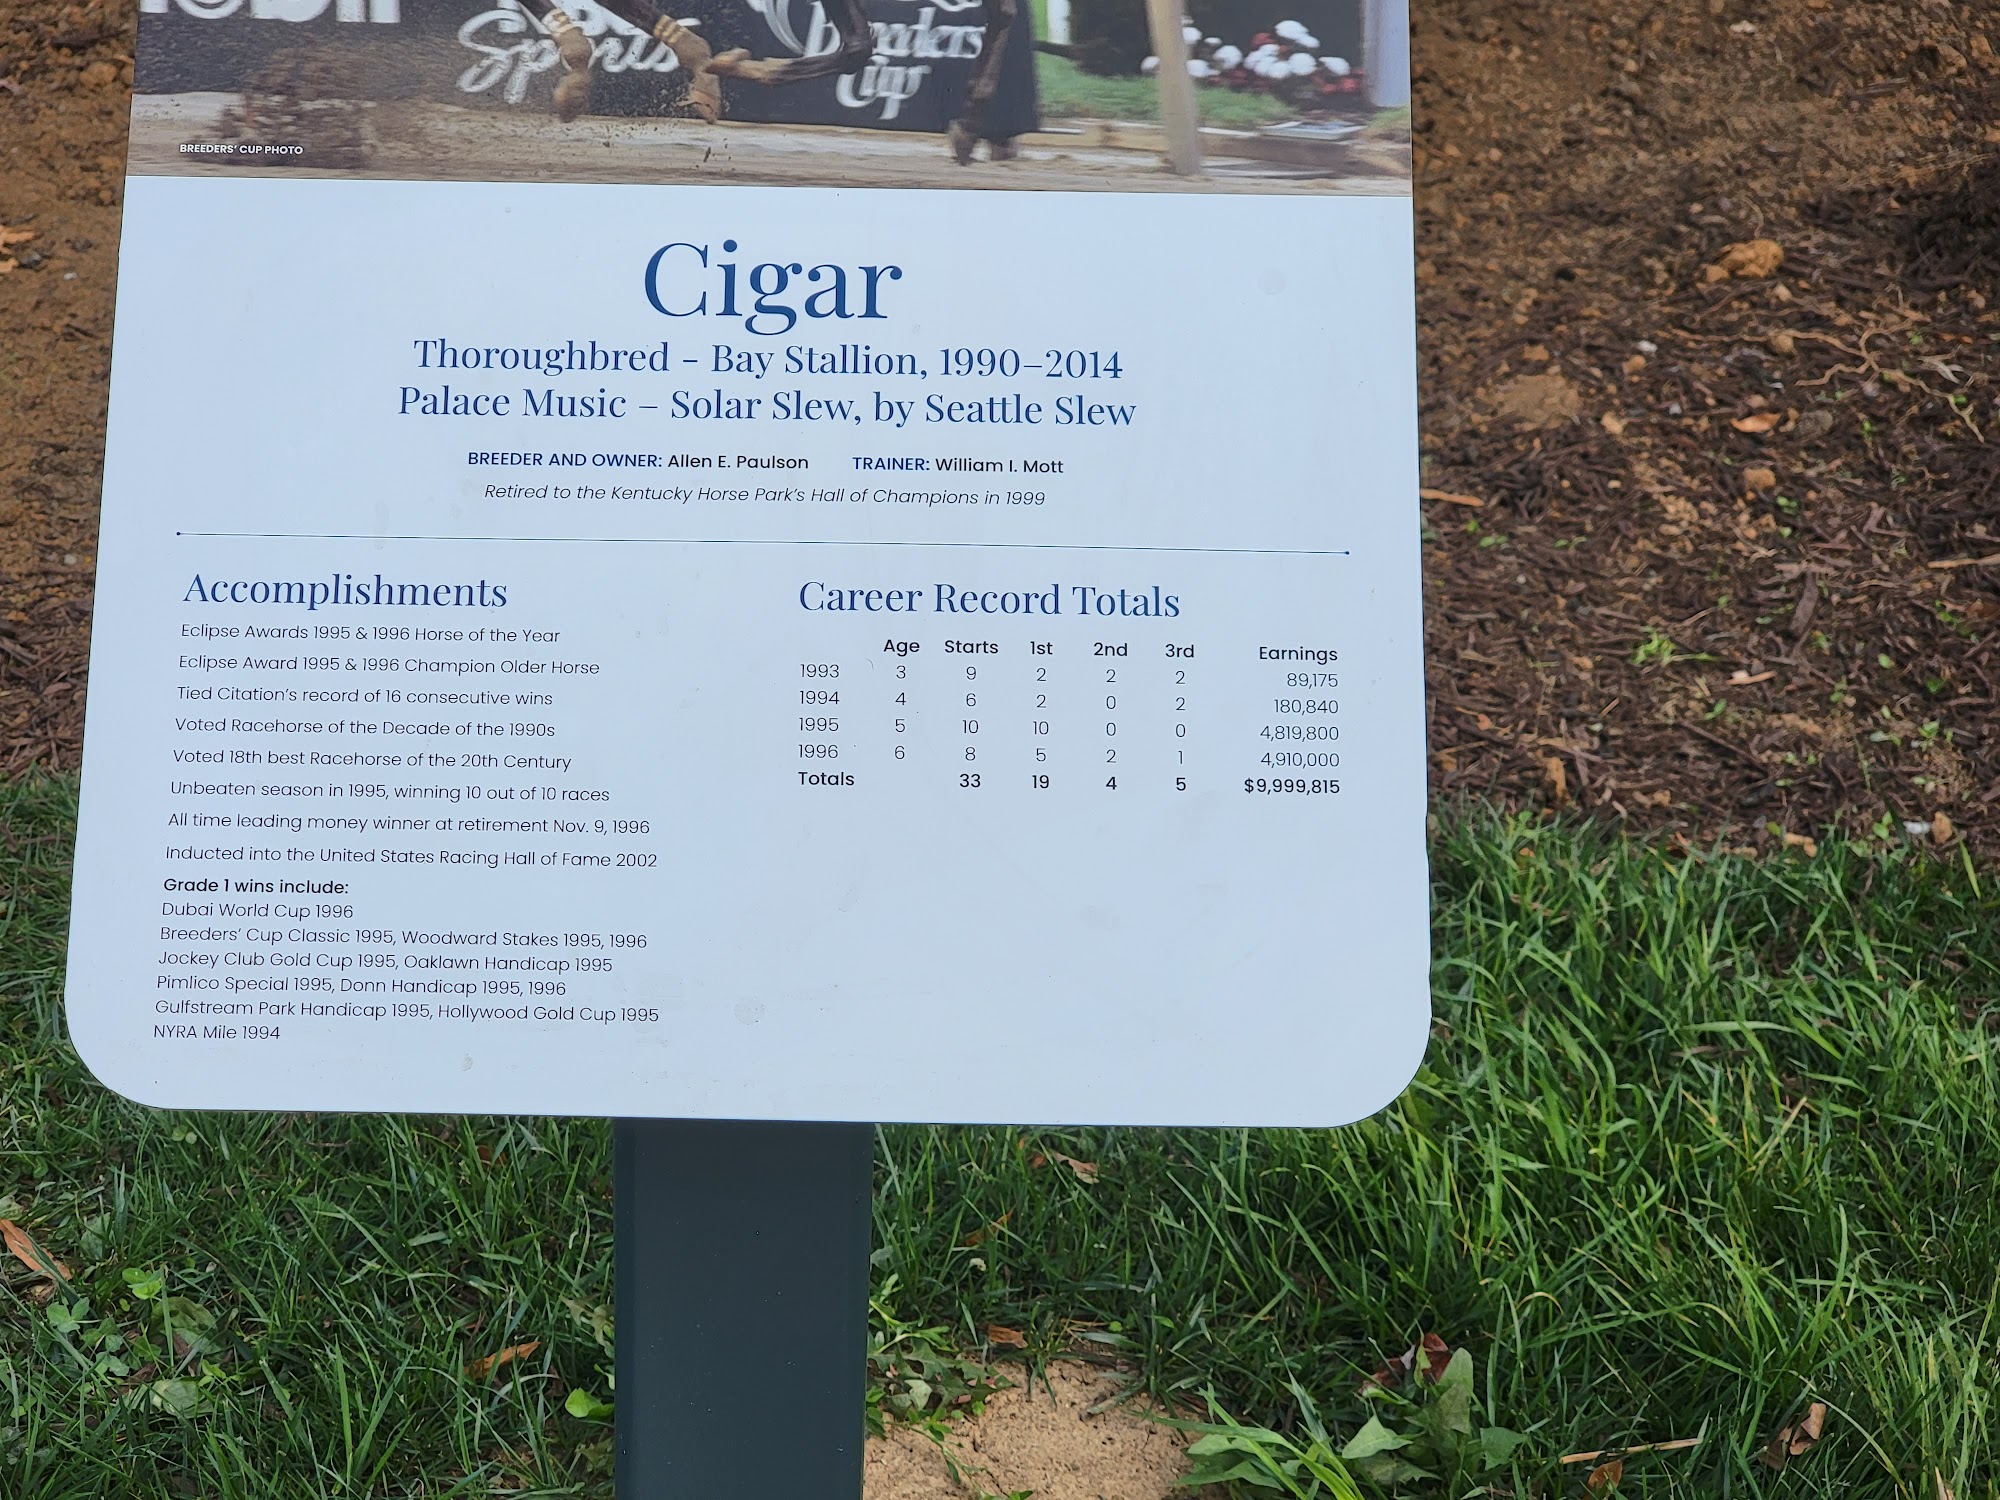 Sports
Breeders'
Cup
BREEDERS' CUP PHOTO
Cigar
Thoroughbred - Bay Stallion, 1990–2014
Palace Music – Solar Slew, by Seattle Slew
BREEDER AND OWNER: Allen E. Paulson TRAINER: William I. Mott
Retired to the Kentucky Horse Park's Hall of Champions in 1999
Accomplishments
Eclipse Awards 1995 & 1996 Horse of the Year
Eclipse Award 1995 & 1996 Champion Older Horse
Tied Citation's record of 16 consecutive wins
Voted Racehorse of the Decade of the 1990s
Voted 18th best Racehorse of the 20th Century
Unbeaten season in 1995, winning 10 out of 10 races
All time leading money winner at retirement Nov. 9, 1996
Inducted into the United States Racing Hall of Fame 2002
Grade 1 wins include:
Dubai World Cup 1996
Breeders' Cup Classic 1995, Woodward Stakes 1995, 1996
Jockey Club Gold Cup 1995, Oaklawn Handicap 1995
Pimlico Special 1995, Donn Handicap 1995, 1996
Gulfstream Park Handicap 1995, Hollywood Gold Cup 1995
NYRA Mile 1994
Career Record Totals
Age Starts 1st 2nd 3rd Earnings
1993 3 9 2 2 2 89,175
1994 4 6 2 0 2 180,840
1995 5 10 10 0 0 4,819,800
1996 6 8 5 2 1 4,910,000
Totals 33 19 4 5 $9,999,815